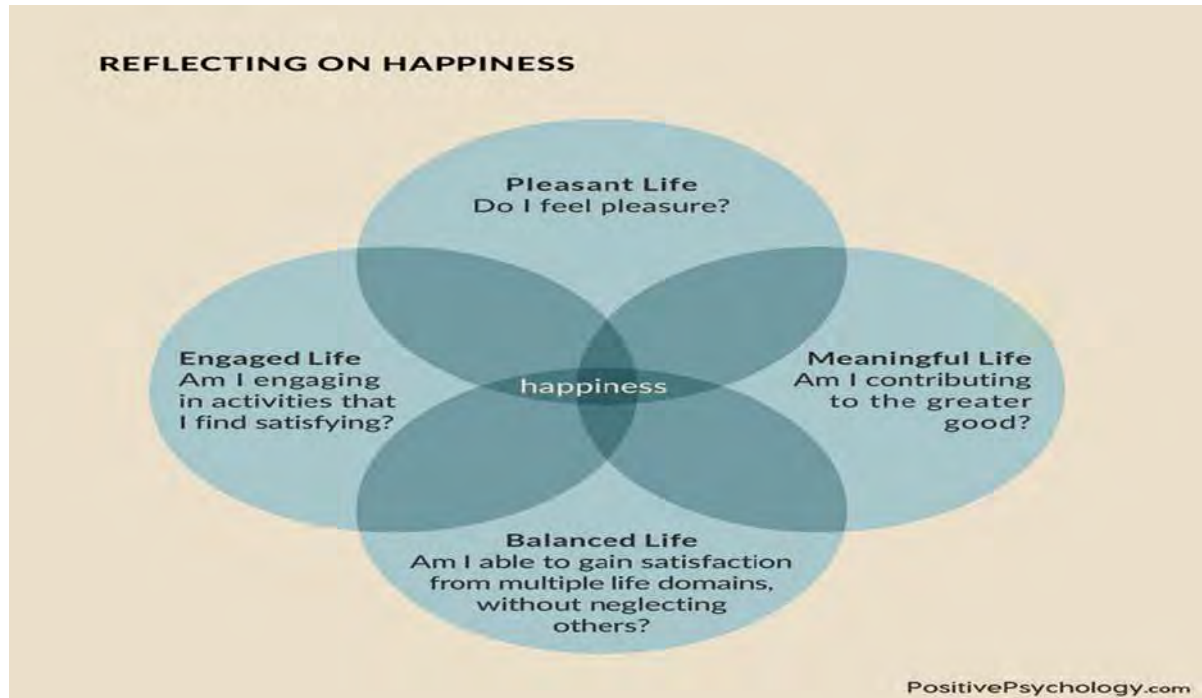 REFLECTING ON HAPPINESS
Pleasant Life
Do I feel pleasure?
Engaged Life
Am I engaging
in activities that
I find satisfying?
happiness
Meaningful Life
Am I contributing
to the greater
good?
Balanced Life
Am I able to gain satisfaction
from multiple life domains,
without neglecting
others?
PositivePsychology.com